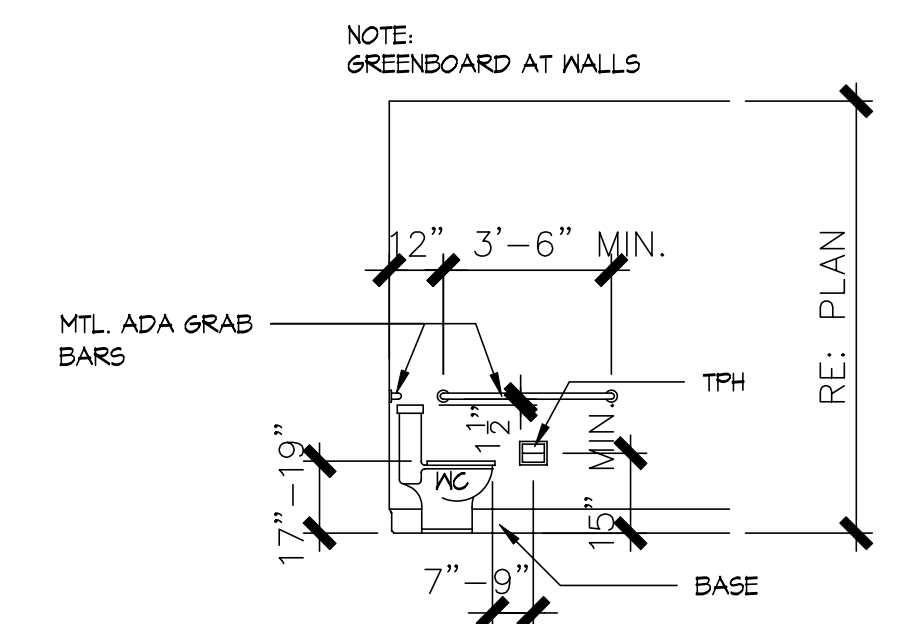 NOTE:
GREENBOARD AT WALLS
12" 3'-6" MIN.
RE: PLAN
MTL. ADA GRAB
BARS
TPH
1 1/2"
15" MIN.
17"-19"
WC
7"-9"
BASE